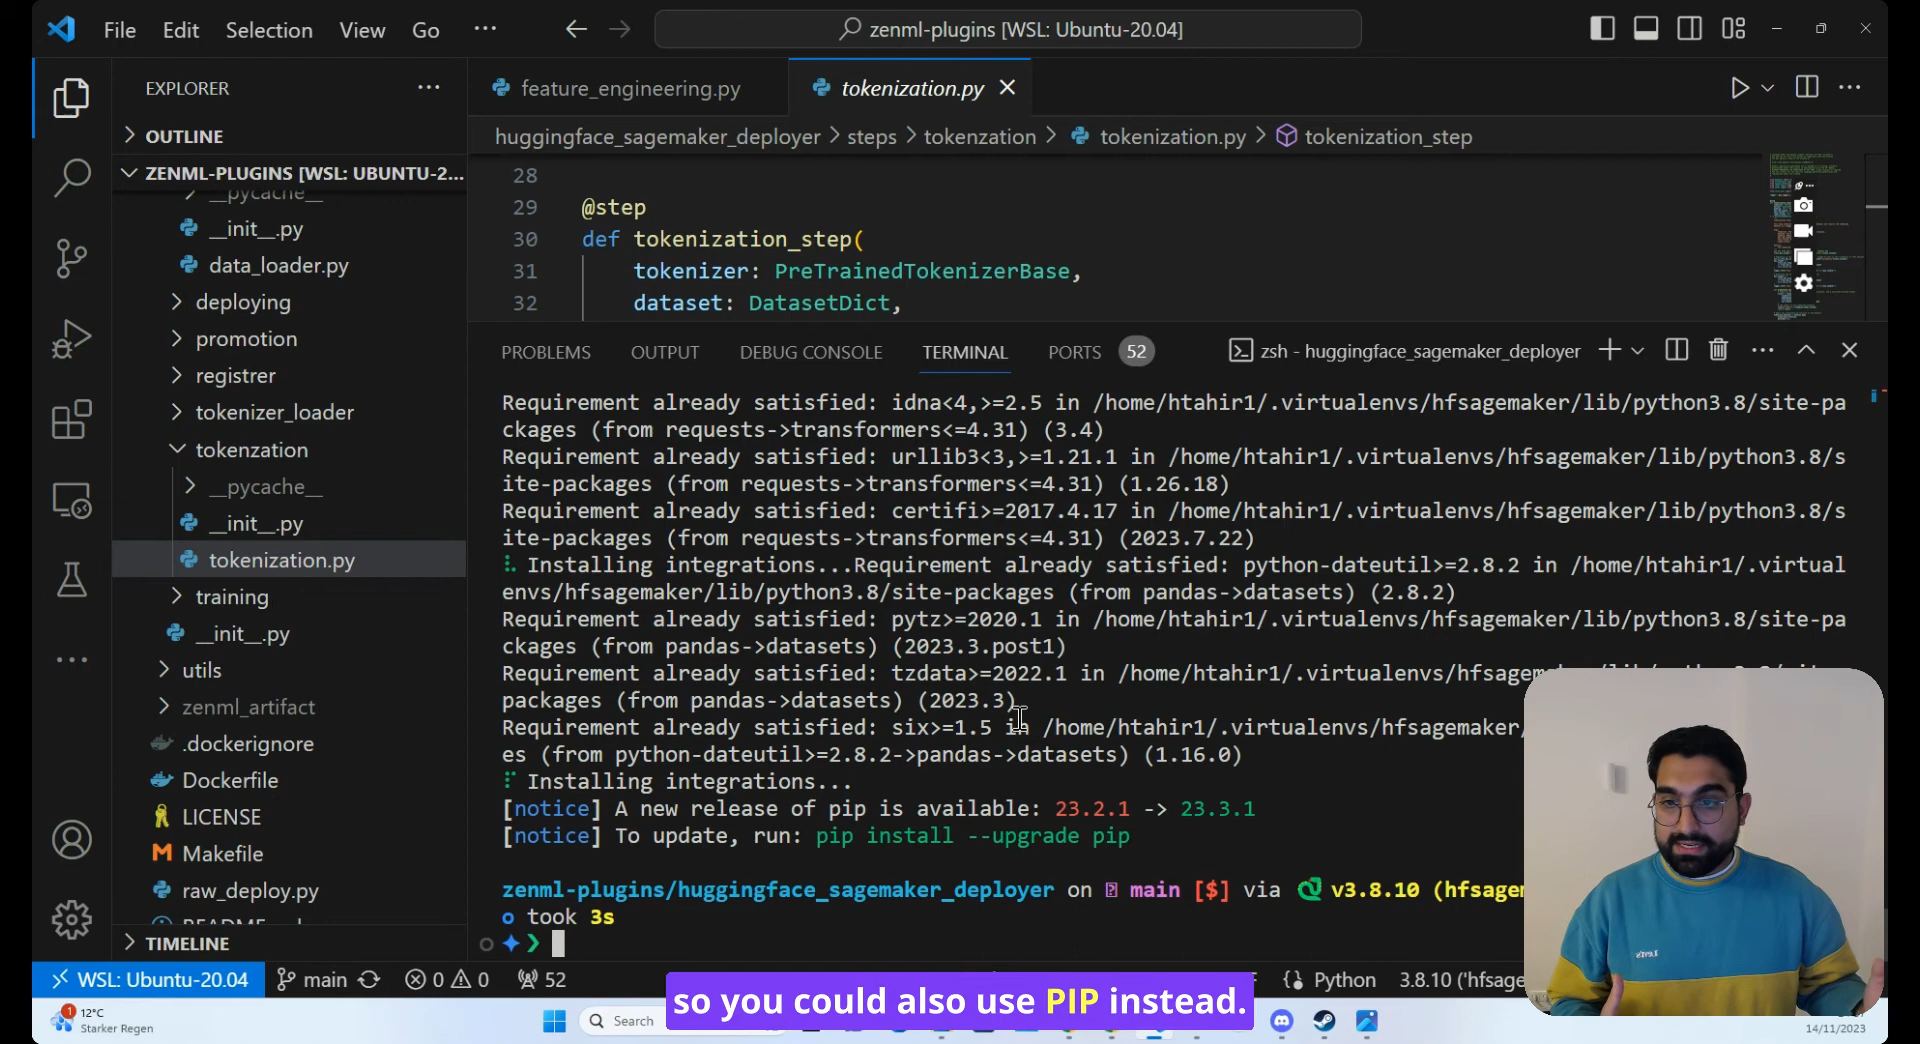 File Edit Selection View Go ···
zenml-plugins [WSL: Ubuntu-20.04]
EXPLORER
OUTLINE
ZENML-PLUGINS [WSL: UBUNTU-2...
__pycache__
__init__.py
data_loader.py
deploying
promotion
registrer
tokenizer_loader
tokenzation
__pycache__
__init__.py
tokenization.py
training
__init__.py
utils
zenml_artifact
.dockerignore
Dockerfile
LICENSE
Makefile
raw_deploy.py
TIMELINE
feature_engineering.py tokenization.py
huggingface_sagemaker_deployer > steps > tokenzation > tokenization.py > tokenization_step
28
29 @step
30 def tokenization_step(
31 tokenizer: PreTrainedTokenizerBase,
32 dataset: DatasetDict,
PROBLEMS OUTPUT DEBUG CONSOLE TERMINAL PORTS 52
zsh - huggingface_sagemaker_deployer
Requirement already satisfied: idna<4,>=2.5 in /home/htahir1/.virtualenvs/hfsagemaker/lib/python3.8/site-pa
ckages (from requests->transformers<=4.31) (3.4)
Requirement already satisfied: urllib3<3,>=1.21.1 in /home/htahir1/.virtualenvs/hfsagemaker/lib/python3.8/s
ite-packages (from requests->transformers<=4.31) (1.26.18)
Requirement already satisfied: certifi>=2017.4.17 in /home/htahir1/.virtualenvs/hfsagemaker/lib/python3.8/s
ite-packages (from requests->transformers<=4.31) (2023.7.22)
Installing integrations...Requirement already satisfied: python-dateutil>=2.8.2 in /home/htahir1/.virtual
envs/hfsagemaker/lib/python3.8/site-packages (from pandas->datasets) (2.8.2)
Requirement already satisfied: pytz>=2020.1 in /home/htahir1/.virtualenvs/hfsagemaker/lib/python3.8/site-pa
ckages (from pandas->datasets) (2023.3.post1)
Requirement already satisfied: tzdata>=2022.1 in /home/htahir1/.virtualenvs/hfsagem
packages (from pandas->datasets) (2023.3)
Requirement already satisfied: six>=1.5 in /home/htahir1/.virtualenvs/hfsagemaker/
es (from python-dateutil>=2.8.2->pandas->datasets) (1.16.0)
Installing integrations...
[notice] A new release of pip is available: 23.2.1 -> 23.3.1
[notice] To update, run: pip install --upgrade pip
zenml-plugins/huggingface_sagemaker_deployer on main [$] via v3.8.10 (hfsagem
took 3s
WSL: Ubuntu-20.04 main 0 0 52
Python 3.8.10 ('hfsage
so you could also use PIP instead.
1
12°C
Starker Regen
Search
14/11/2023